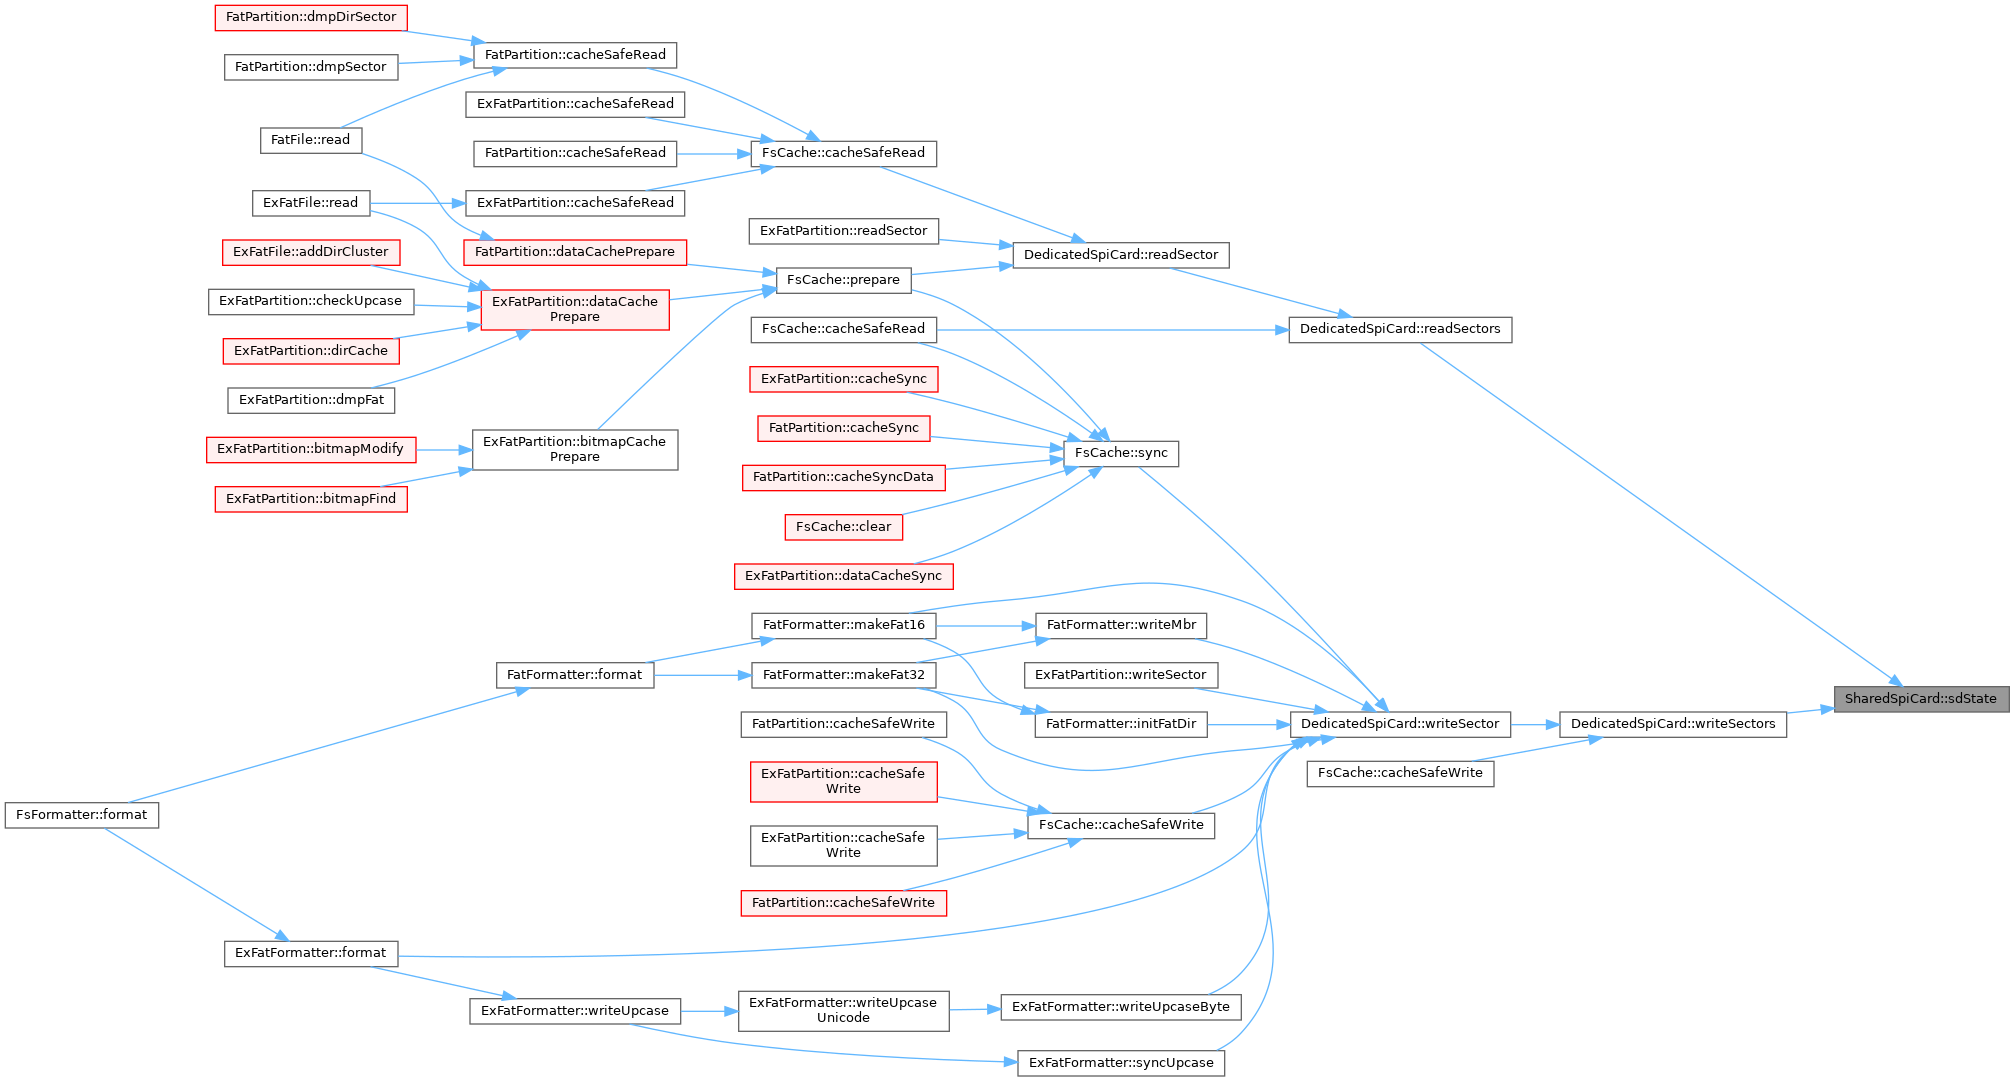 FatPartition::dmpDirSector
FatPartition::cacheSafeRead
FatPartition::dmpSector
ExFatPartition::cacheSafeRead
FatFile::read
FatPartition::cacheSafeRead
FsCache::cacheSafeRead
ExFatFile::read
ExFatPartition::cacheSafeRead
ExFatPartition::readSector
ExFatFile::addDirCluster
FatPartition::dataCachePrepare
DedicatedSpiCard::readSector
FsCache::prepare
ExFatPartition::checkUpcase
ExFatPartition::dataCache
Prepare
FsCache::cacheSafeRead
DedicatedSpiCard::readSectors
ExFatPartition::dirCache
ExFatPartition::cacheSync
ExFatPartition::dmpFat
FatPartition::cacheSync
ExFatPartition::bitmapModify
ExFatPartition::bitmapCache
Prepare
FsCache::sync
FatPartition::cacheSyncData
ExFatPartition::bitmapFind
FsCache::clear
ExFatPartition::dataCacheSync
FatFormatter::makeFat16
FatFormatter::writeMbr
FatFormatter::format
FatFormatter::makeFat32
ExFatPartition::writeSector
SharedSpiCard::sdState
FatPartition::cacheSafeWrite
FatFormatter::initFatDir
DedicatedSpiCard::writeSector
DedicatedSpiCard::writeSectors
ExFatPartition::cacheSafe
Write
FsCache::cacheSafeWrite
FsFormatter::format
FsCache::cacheSafeWrite
ExFatPartition::cacheSafe
Write
FatPartition::cacheSafeWrite
ExFatFormatter::format
ExFatFormatter::writeUpcase
ExFatFormatter::writeUpcase
Unicode
ExFatFormatter::writeUpcaseByte
ExFatFormatter::syncUpcase